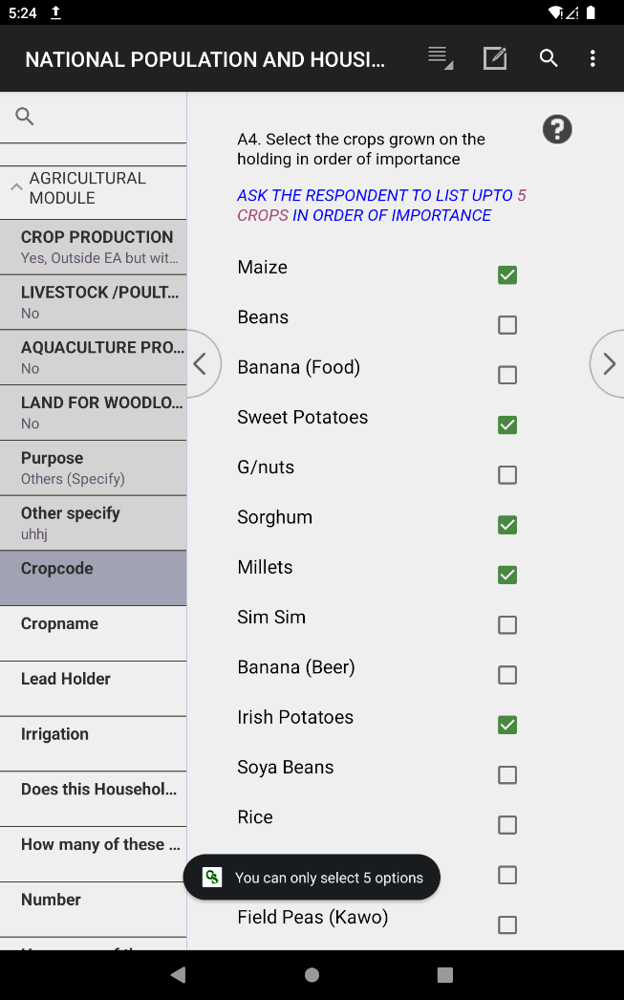 5:24
NATIONAL POPULATION AND HOUSI...
AGRICULTURAL
MODULE
CROP PRODUCTION
Yes, Outside EA but wit...
LIVESTOCK /POULT...
No
AQUACULTURE PRO...
No
LAND FOR WOODLO...
No
Purpose
Others (Specify)
Other specify
uhhj
Cropcode
Cropname
Lead Holder
Irrigation
Does this Househol...
How many of these ...
Number
A4. Select the crops grown on the
holding in order of importance
ASK THE RESPONDENT TO LIST UPTO 5
CROPS IN ORDER OF IMPORTANCE
Maize
Beans
Banana (Food)
Sweet Potatoes
G/nuts
Sorghum
Millets
Sim Sim
Banana (Beer)
Irish Potatoes
Soya Beans
Rice
You can only select 5 options
Field Peas (Kawo)